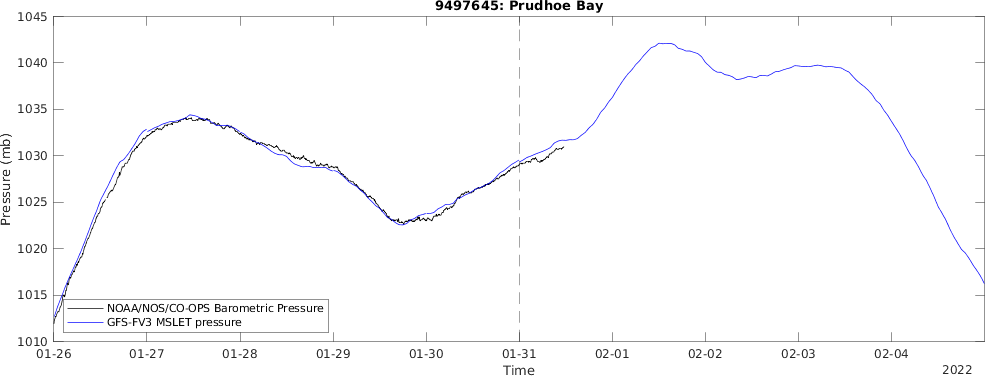 9497645: Prudhoe Bay
1045
1040
1035
1030
1025
1020
1015
1010
Pressure (mb)
NOAA/NOS/CO-OPS Barometric Pressure
GFS-FV3 MSLET pressure
01-26 01-27 01-28 01-29 01-30 01-31 02-01 02-02 02-03 02-04
Time
2022